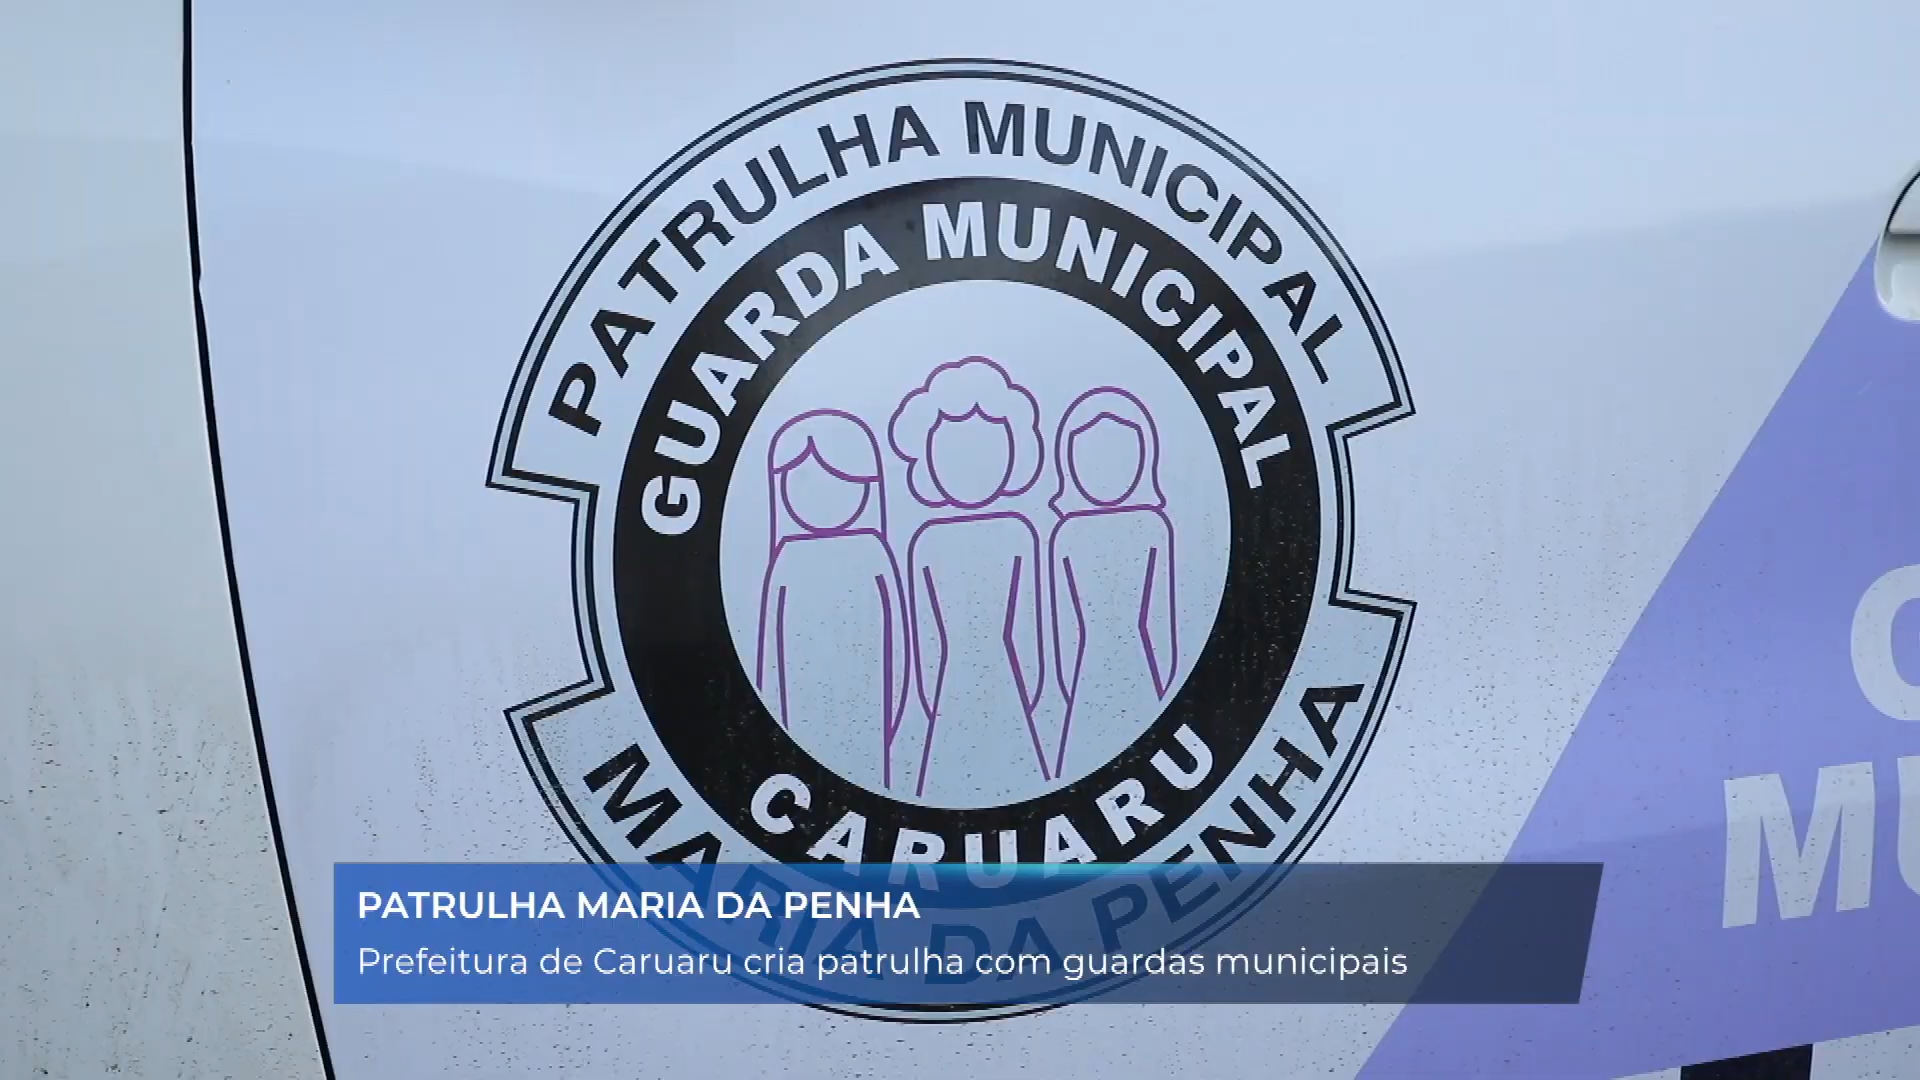 PATRULHA MUNICIPAL
GUARDA MUNICIPAL
CARUARU
MARIA DA PENHA
PATRULHA MARIA DA PENHA
Prefeitura de Caruaru cria patrulha com guardas municipais